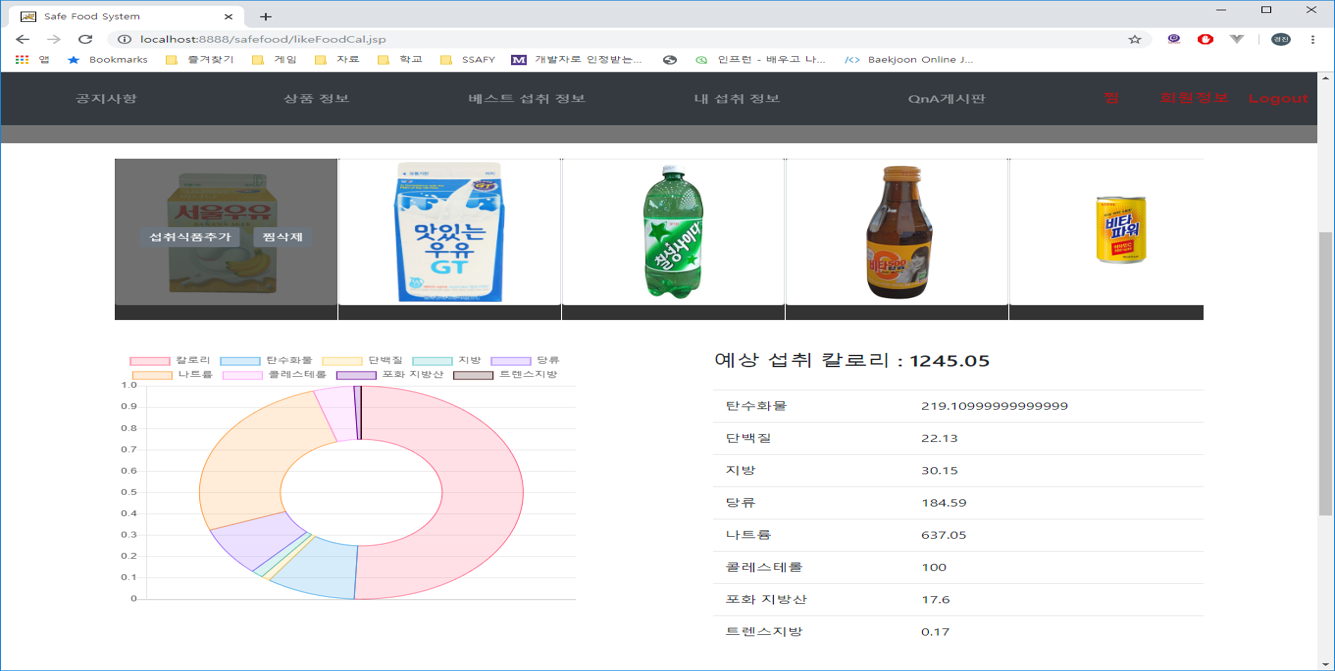 Safe Food System
localhost:8888/safefood/likeFoodCal.jsp
경진
앱 Bookmarks 즐겨찾기 게임 자료 학교 SSAFY M 개발자로 인정받는... 인프런 - 배우고 나... </> Baekjoon Online J...
공지사항 상품 정보 베스트 섭취 정보 내 섭취 정보 QnA게시판 찜 회원정보 Logout
서울우유
섭취식품추가 찜삭제
GT
맛있는
우유
GT
칠성사이다
비타500
비타
파워
칼로리 탄수화물 단백질 지방 당류
나트륨 콜레스테롤 포화 지방산 트렌스지방
1.0
0.9
0.8
0.7
0.6
0.5
0.4
0.3
0.2
0.1
0
예상 섭취 칼로리 : 1245.05
탄수화물 219.10999999999999
단백질 22.13
지방 30.15
당류 184.59
나트륨 637.05
콜레스테롤 100
포화 지방산 17.6
트렌스지방 0.17